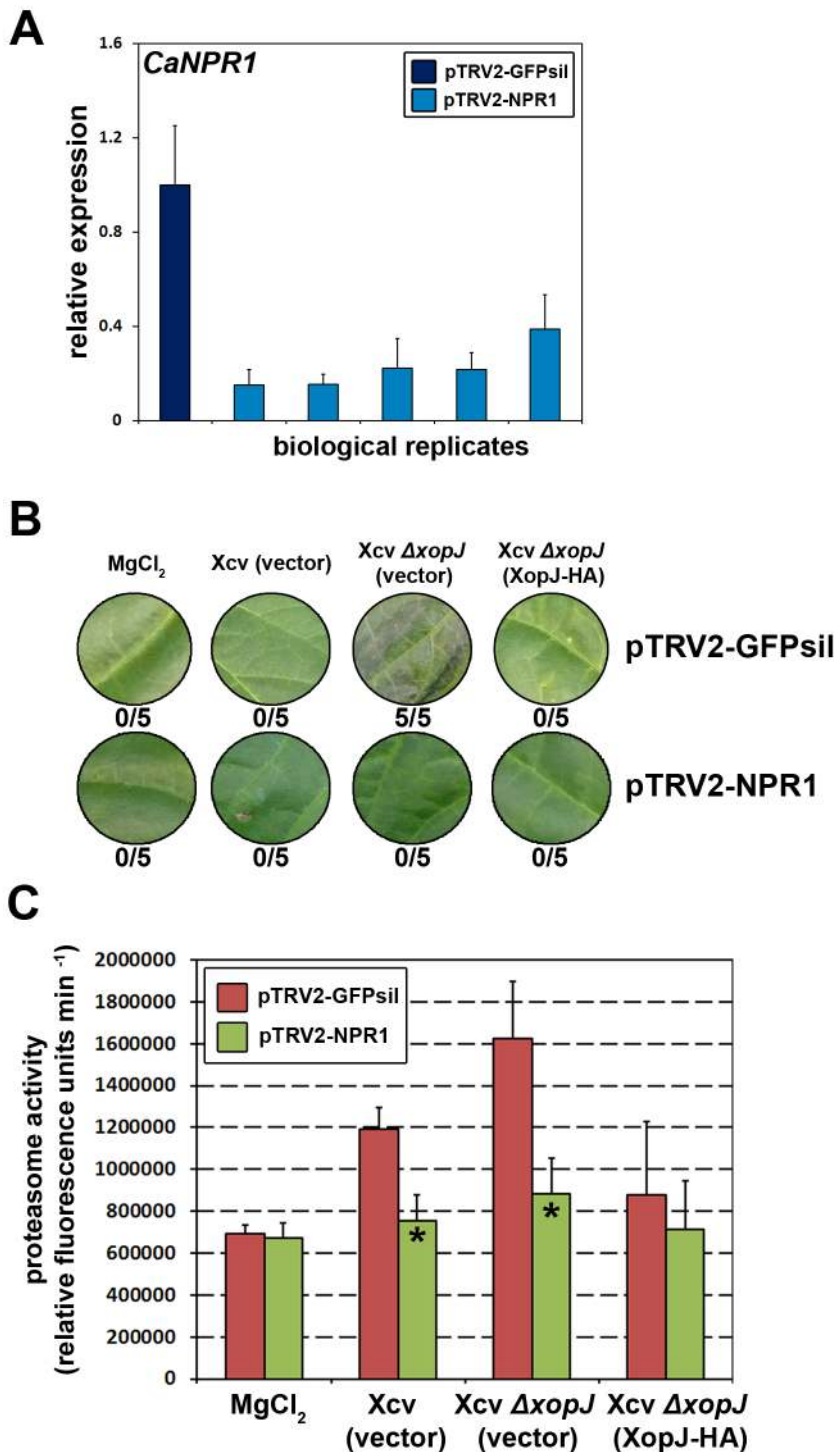 A
CaNPR1
pTRV2-GFPsil
pTRV2-NPR1
relative expression
1.6
1.2
0.8
0.4
0
biological replicates
B
MgCl₂
Xcv (vector)
Xcv ΔxopJ
(vector)
Xcv ΔxopJ
(XopJ-HA)
pTRV2-GFPsil
0/5
0/5
5/5
0/5
pTRV2-NPR1
0/5
0/5
0/5
0/5
C
proteasome activity
(relative fluorescence units min ⁻¹)
2000000
1800000
1600000
1400000
1200000
1000000
800000
600000
400000
200000
0
pTRV2-GFPsil
pTRV2-NPR1
*
*
MgCl₂
Xcv
(vector)
Xcv ΔxopJ
(vector)
Xcv ΔxopJ
(XopJ-HA)